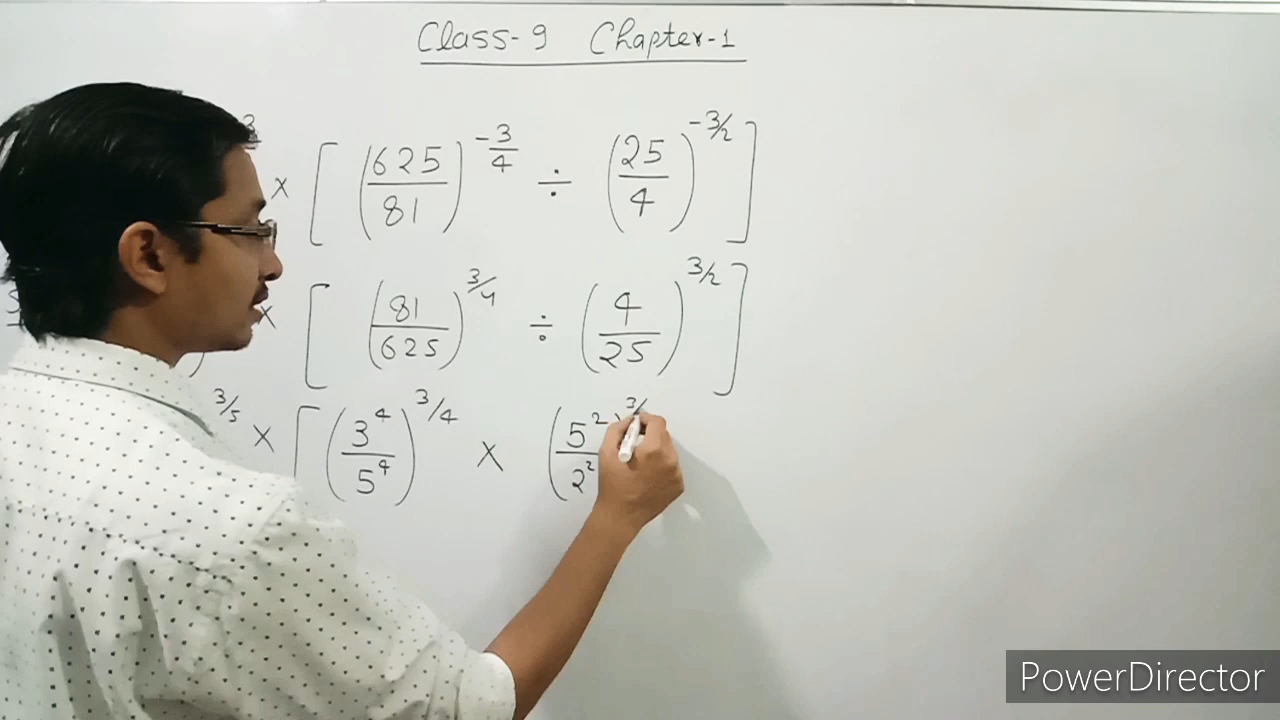 Class-9 Chapter-1
× [ (625/81)^-3/4 ÷ (25/4)^-3/2 ]
× [ (81/625)^3/4 ÷ (4/25)^3/2 ]
3/5 × [ (3^4/5^4)^3/4 × (5^2/2^2)^3/
PowerDirector